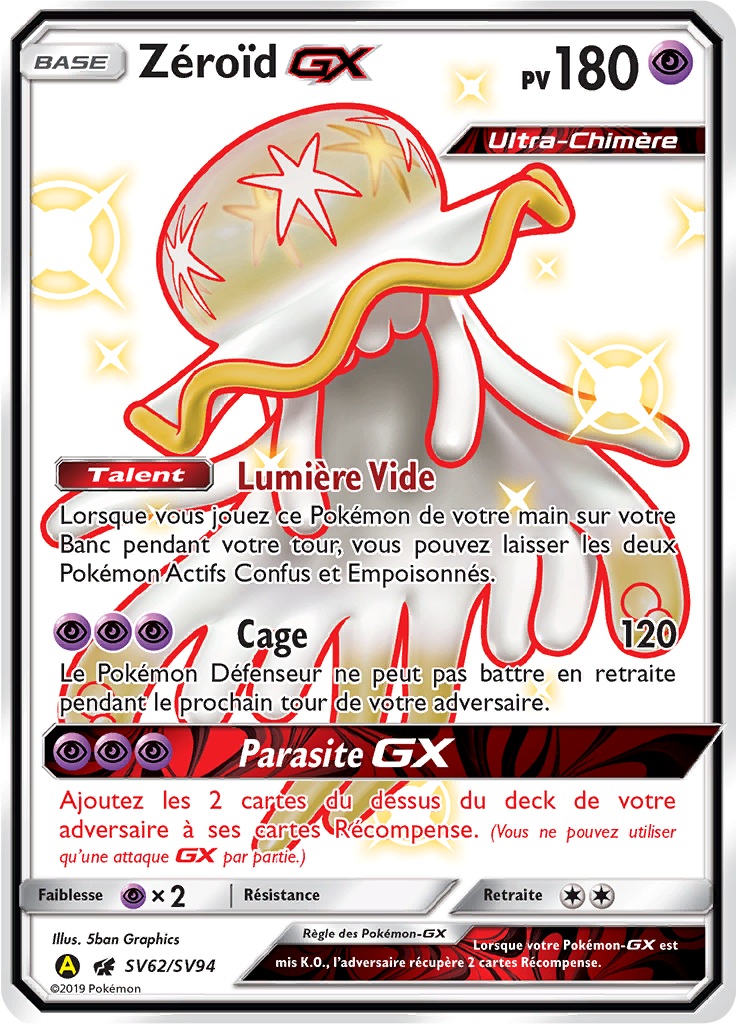 BASE Zéroïd GX PV 180
Ultra-Chimère
Talent Lumière Vide
Lorsque vous jouez ce Pokémon de votre main sur votre
Banc pendant votre tour, vous pouvez laisser les deux
Pokémon Actifs Confus et Empoisonnés.
Cage 120
Le Pokémon Défenseur ne peut pas battre en retraite
pendant le prochain tour de votre adversaire.
Parasite GX
Ajoutez les 2 cartes du dessus du deck de votre
adversaire à ses cartes Récompense. (Vous ne pouvez utiliser
qu'une attaque GX par partie.)
Faiblesse ×2 Résistance Retraite
Illus. 5ban Graphics
A SV62/SV94
©2019 Pokémon
Règle des Pokémon-GX
Lorsque votre Pokémon-GX est
mis K.O., l'adversaire récupère 2 cartes Récompense.